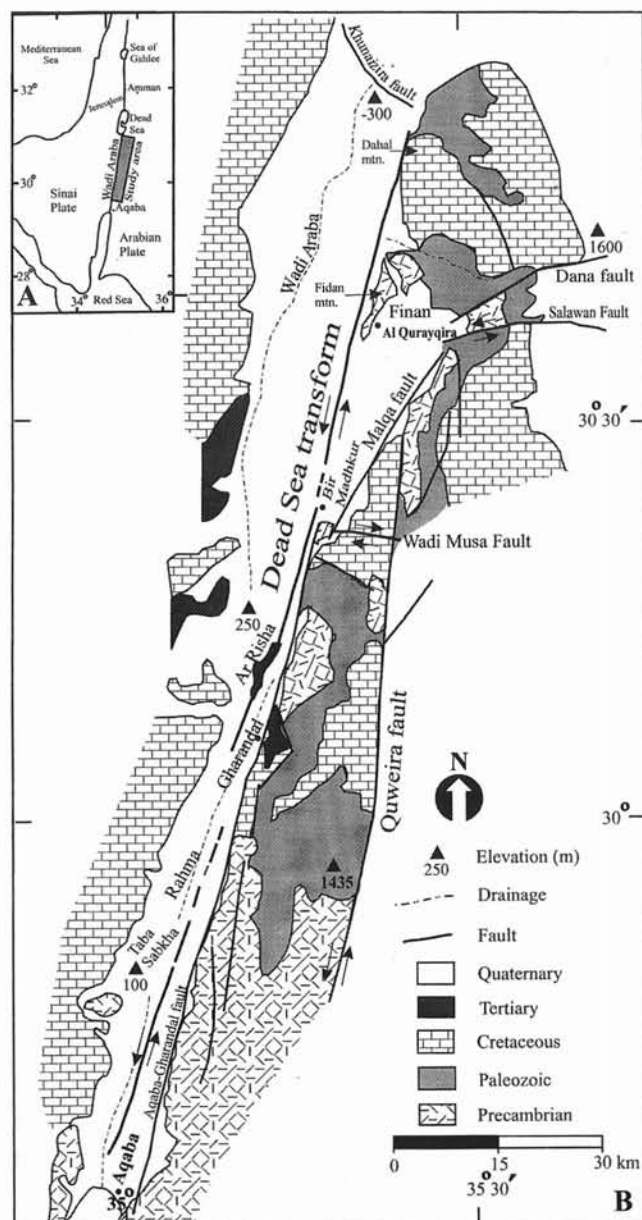 Mediterranean
Sea
Sea of
Galilee
32°
Jerusalem
Amman
Dead
Sea
Wadi Araba
Study area
30°
Sinai
Plate
Aqaba
Arabian
Plate
28°
A
34°
Red Sea
36°
Khunaizira fault
-300
Dahal
mtn.
Wadi Araba
1600
Dana fault
Fidan
mtn.
Finan
Al Qurayqira
Salawan Fault
Dead Sea transform
Malqa fault
30° 30′
Bir
Madhkur
Wadi Musa Fault
250
Ar Risha
Gharandal
Quweira fault
N
30°
Rahma
1435
Taba
Sabkha
100
Aqaba-Gharandal fault
Aqaba
35°
250
Elevation (m)
Drainage
Fault
Quaternary
Tertiary
Cretaceous
Paleozoic
Precambrian
0 15 30 km
35° 30′
B